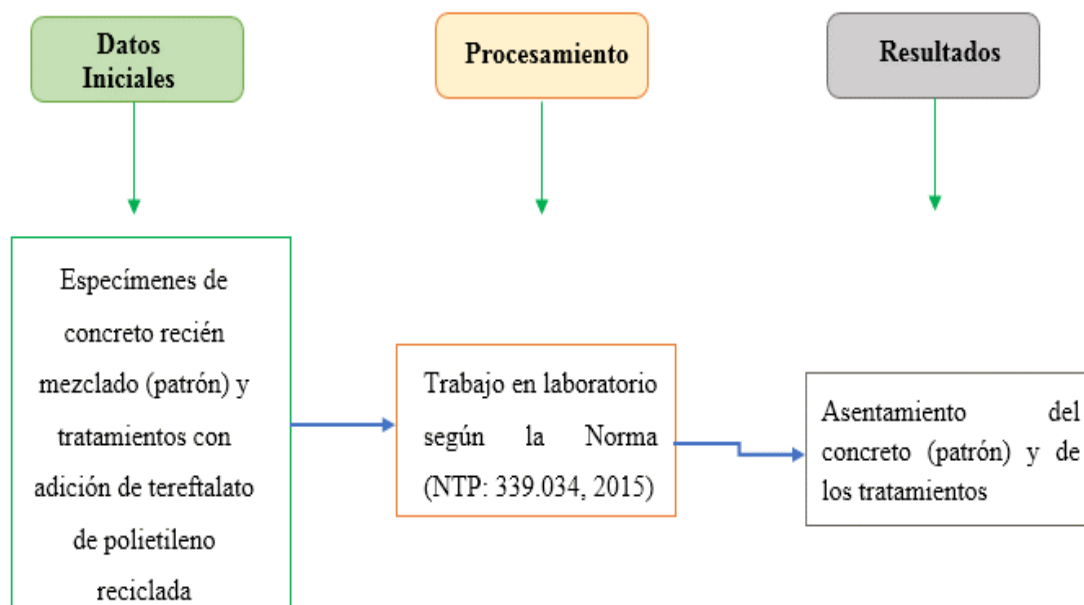 Datos
Iniciales
Procesamiento
Resultados
Especímenes de
concreto recién
mezclado (patrón) y
tratamientos con
adición de tereftalato
de polietileno
reciclada
Trabajo en laboratorio
según la Norma
(NTP: 339.034, 2015)
Asentamiento del
concreto (patrón) y de
los tratamientos